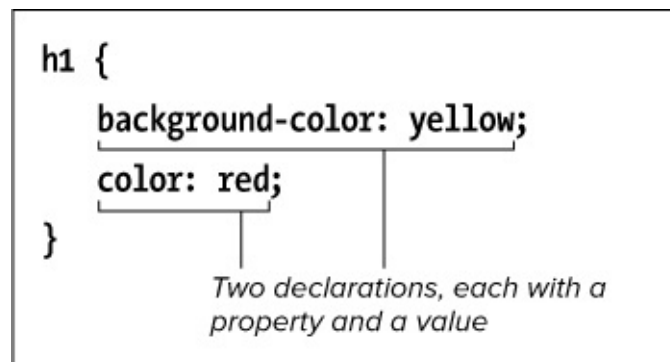 h1 {
background-color: yellow;
color: red;
}
Two declarations, each with a
property and a value